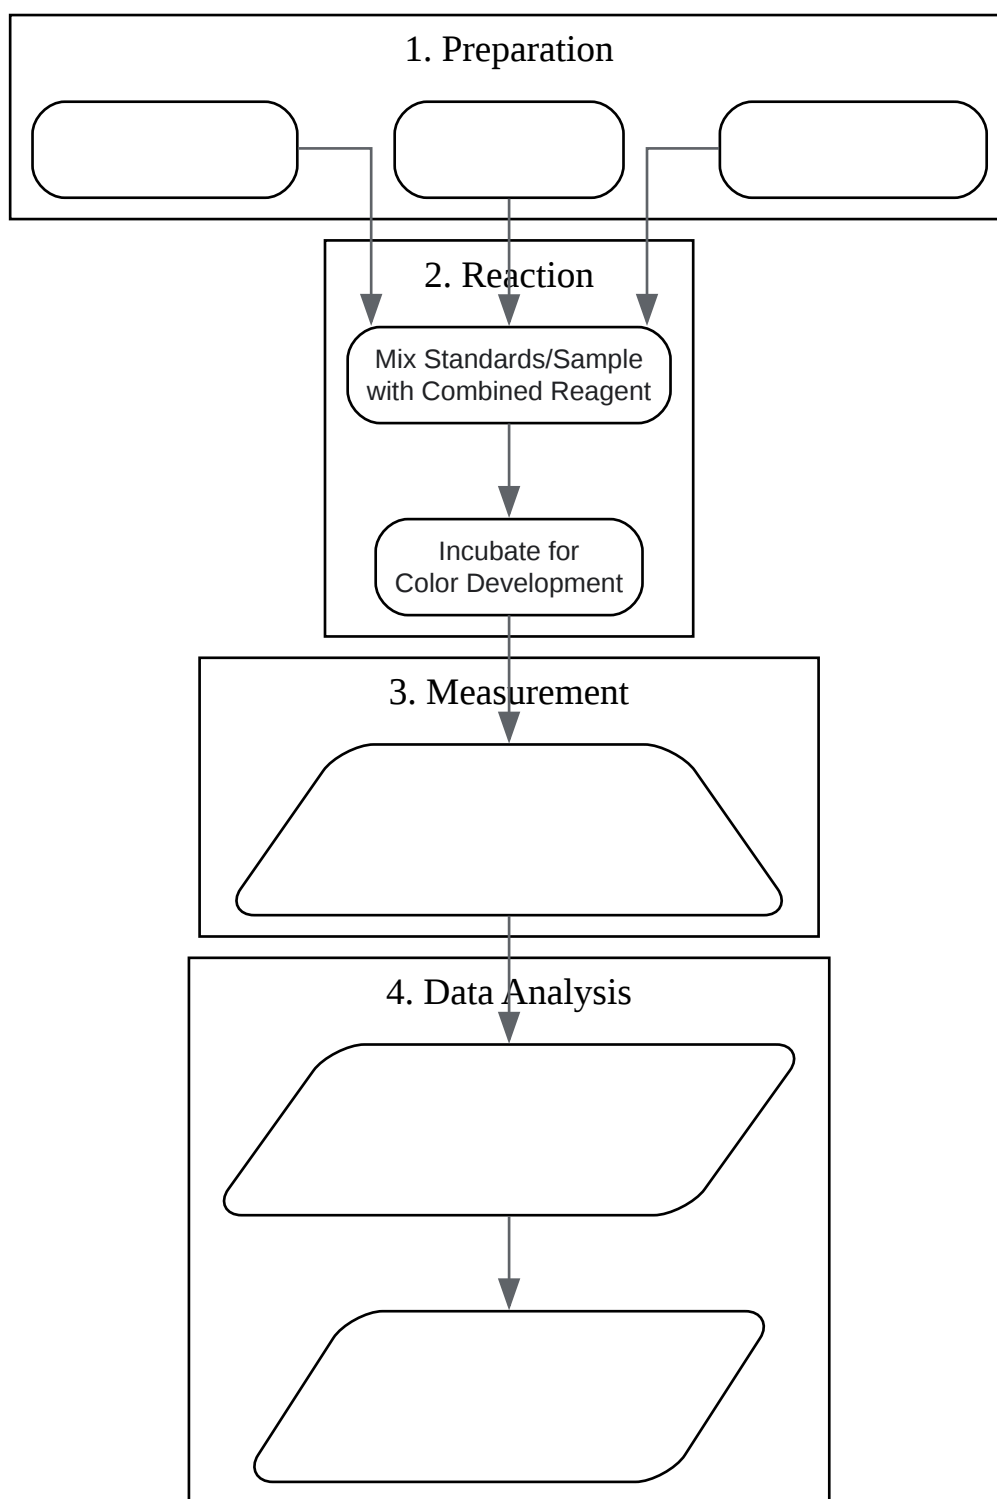 1. Preparation
2. Reaction
Mix Standards/Sample
with Combined Reagent
Incubate for
Color Development
3. Measurement
4. Data Analysis